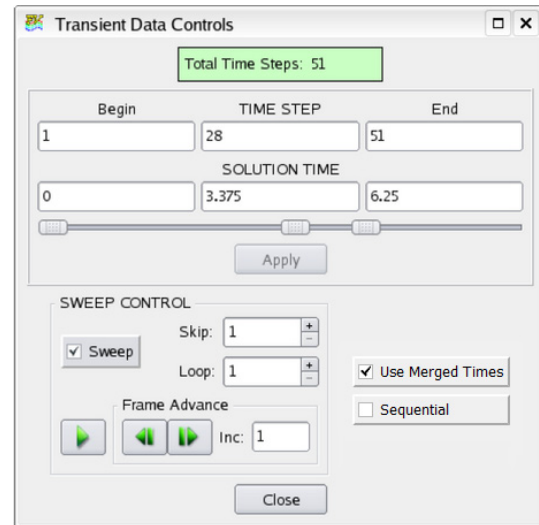 Transient Data Controls
Total Time Steps: 51
Begin TIME STEP End
1 28 51
SOLUTION TIME
0 3.375 6.25
Apply
SWEEP CONTROL
Skip: 1
Sweep
Loop: 1
Use Merged Times
Frame Advance
Sequential
Inc: 1
Close